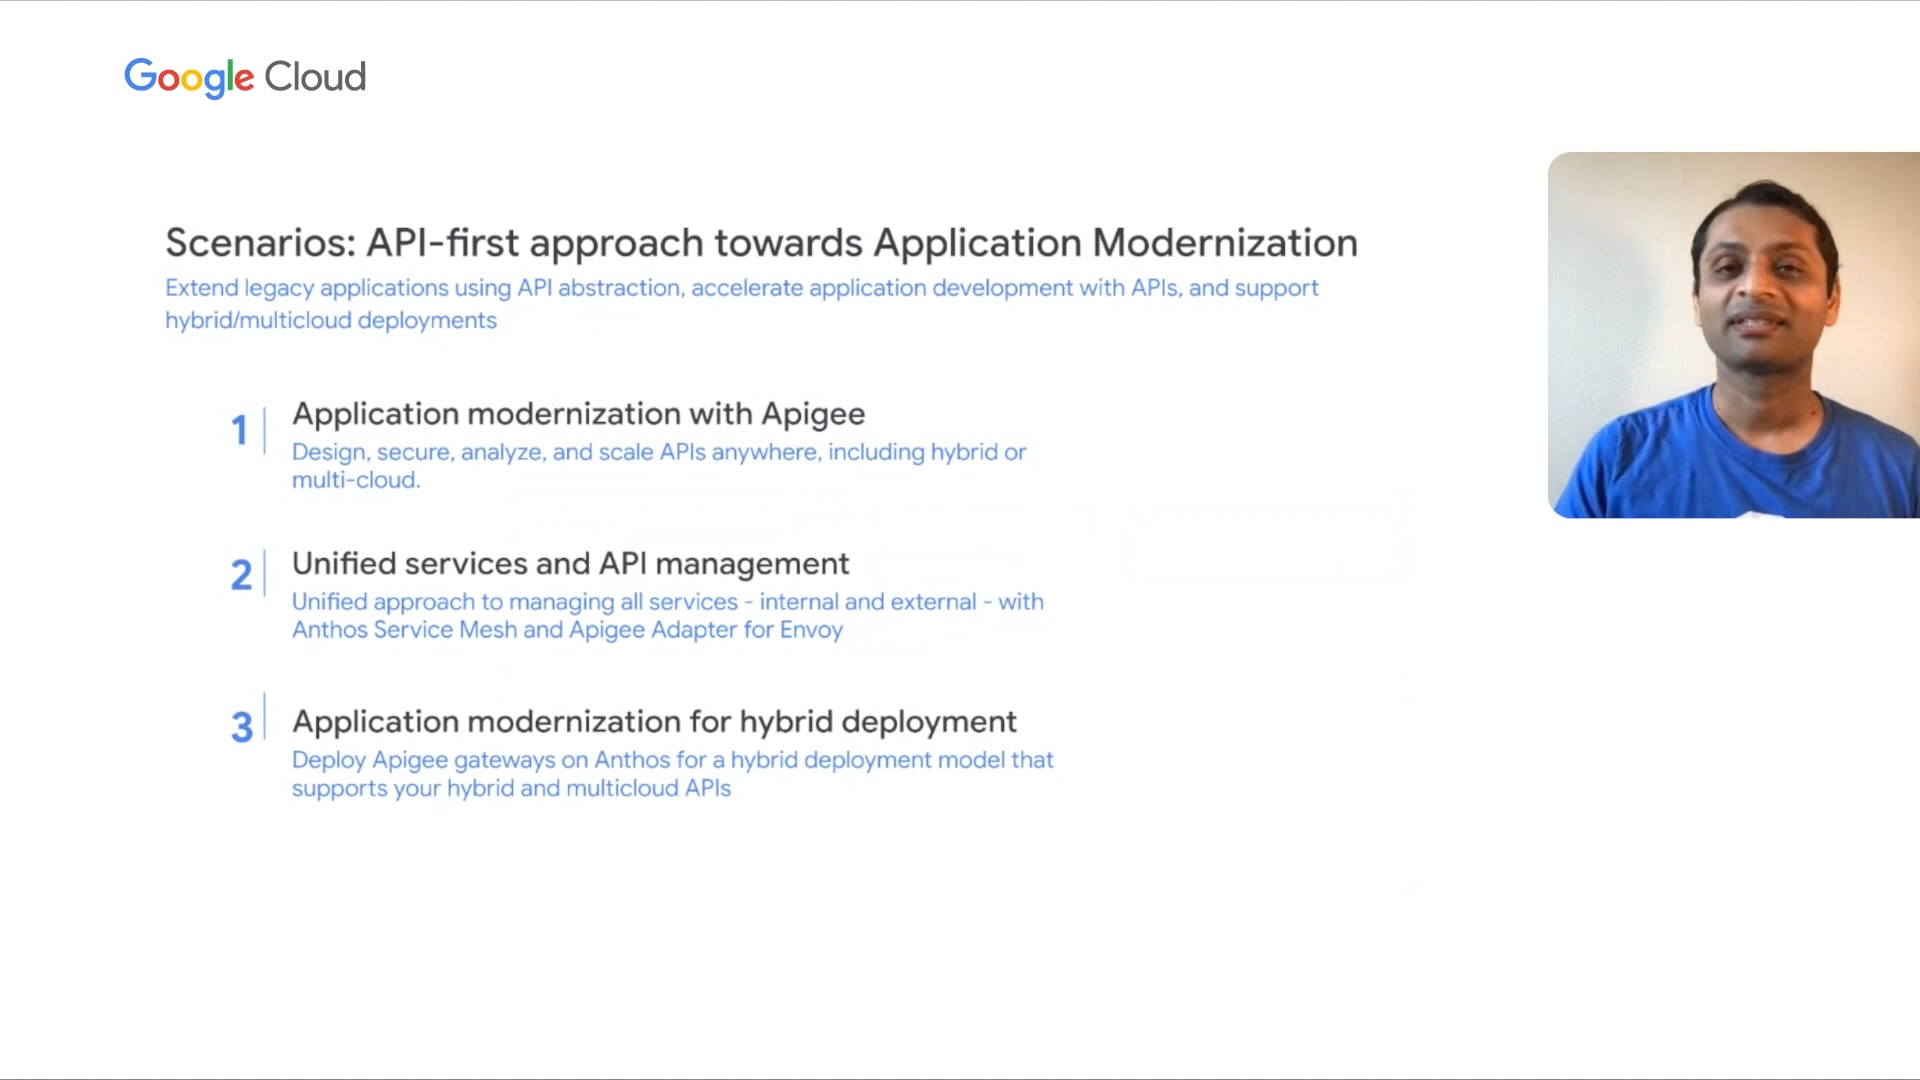 Google Cloud
Scenarios: API-first approach towards Application Modernization
Extend legacy applications using API abstraction, accelerate application development with APIs, and support
hybrid/multicloud deployments
1
Application modernization with Apigee
Design, secure, analyze, and scale APIs anywhere, including hybrid or
multi-cloud.
2
Unified services and API management
Unified approach to managing all services - internal and external - with
Anthos Service Mesh and Apigee Adapter for Envoy
3
Application modernization for hybrid deployment
Deploy Apigee gateways on Anthos for a hybrid deployment model that
supports your hybrid and multicloud APIs